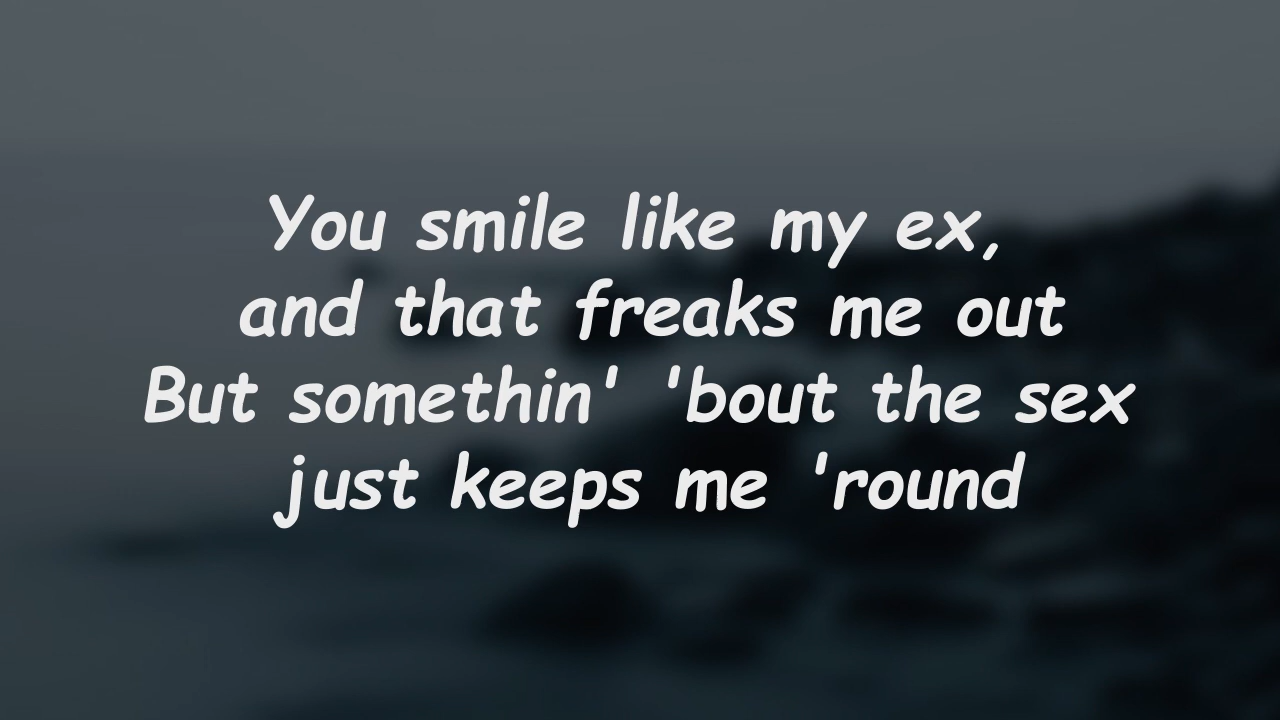 You smile like my ex,
and that freaks me out
But somethin' 'bout the sex
just keeps me 'round